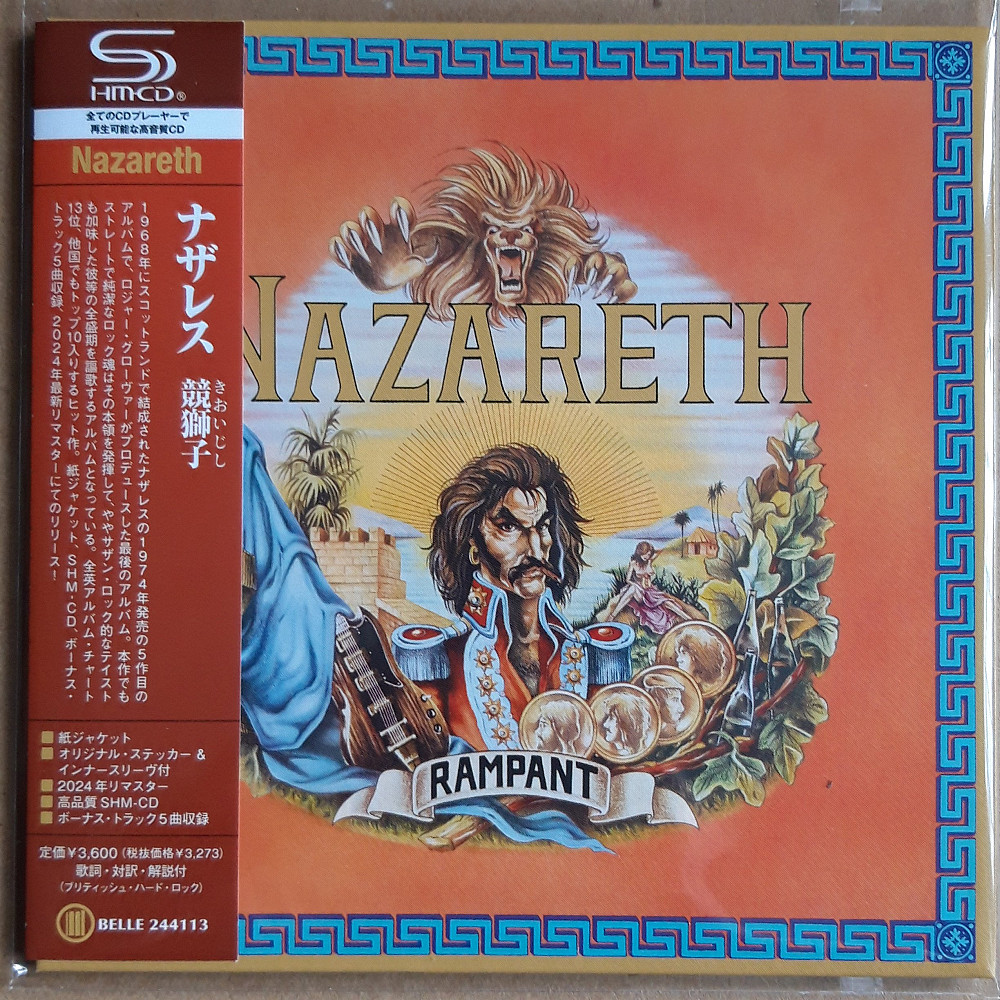 HM-CD®
全てのCDプレーヤーで
再生可能な高音質CD
Nazareth
ナザレス 競獅子
きおいじし
1968年にスコットランドで結成されたナザレスの1974年発売の5作目の
アルバムで、ロジャー・グローヴァーがプロデュースした最後のアルバム。本作でも
ストレートで純潔なロック魂はその本領を発揮して、ややサザン・ロック的なテイスト
も加味した彼等の全盛期を謳歌するアルバムとなっている。全英アルバム・チャート
13位、他国でもトップ10入りするヒット作。紙ジャケット、SHM-CD、ボーナス・
トラック5曲収録 2024年最新リマスターにてのリリース！
■ 紙ジャケット
■ オリジナル・ステッカー &
インナースリーヴ付
■ 2024年リマスター
■ 高品質 SHM-CD
■ ボーナス・トラック5曲収録
定価¥3,600（税抜価格¥3,273）
歌詞・対訳・解説付
（ブリティッシュ・ハード・ロック）
BELLE 244113
NAZARETH
RAMPANT